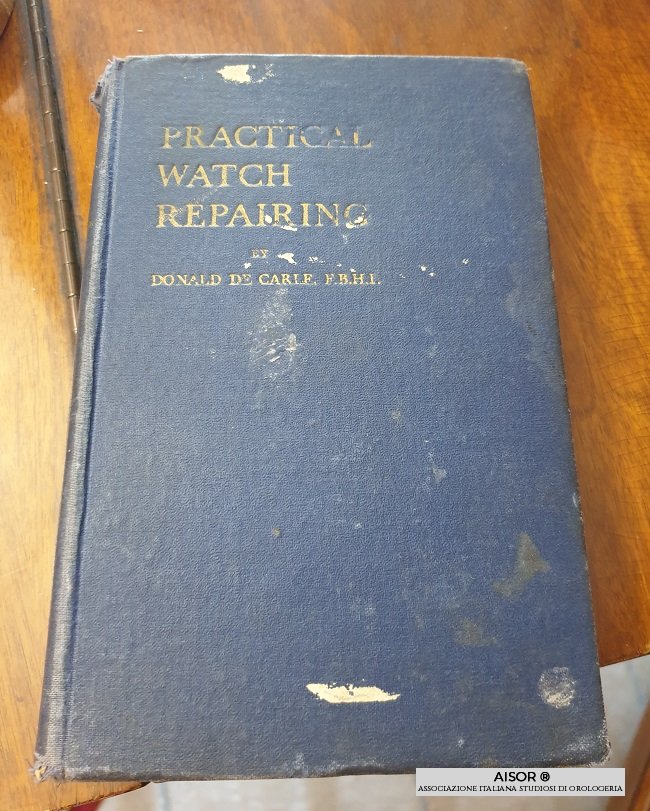 PRACTICAL
WATCH
REPAIRING
BY
DONALD DE CARLE, F.B.H.I.
AISOR ®
ASSOCIAZIONE ITALIANA STUDIOSI DI OROLOGERIA